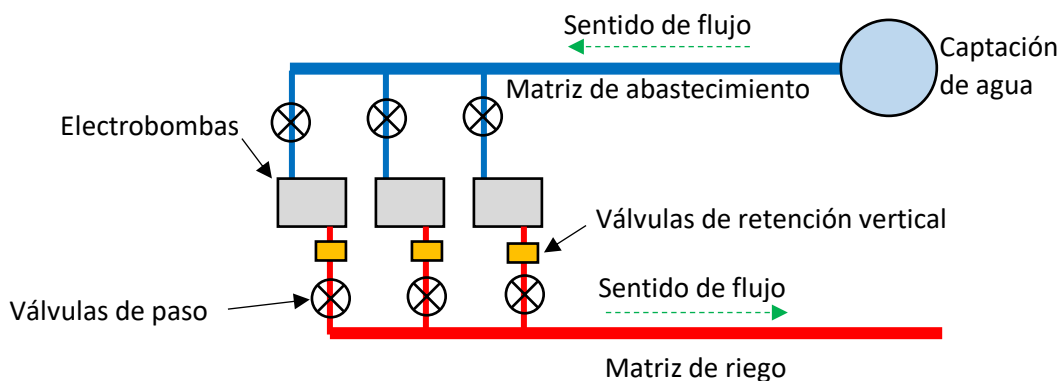 Sentido de flujo
Captación
de agua
Matriz de abastecimiento
Electrobombas
Válvulas de retención vertical
Válvulas de paso
Sentido de flujo
Matriz de riego